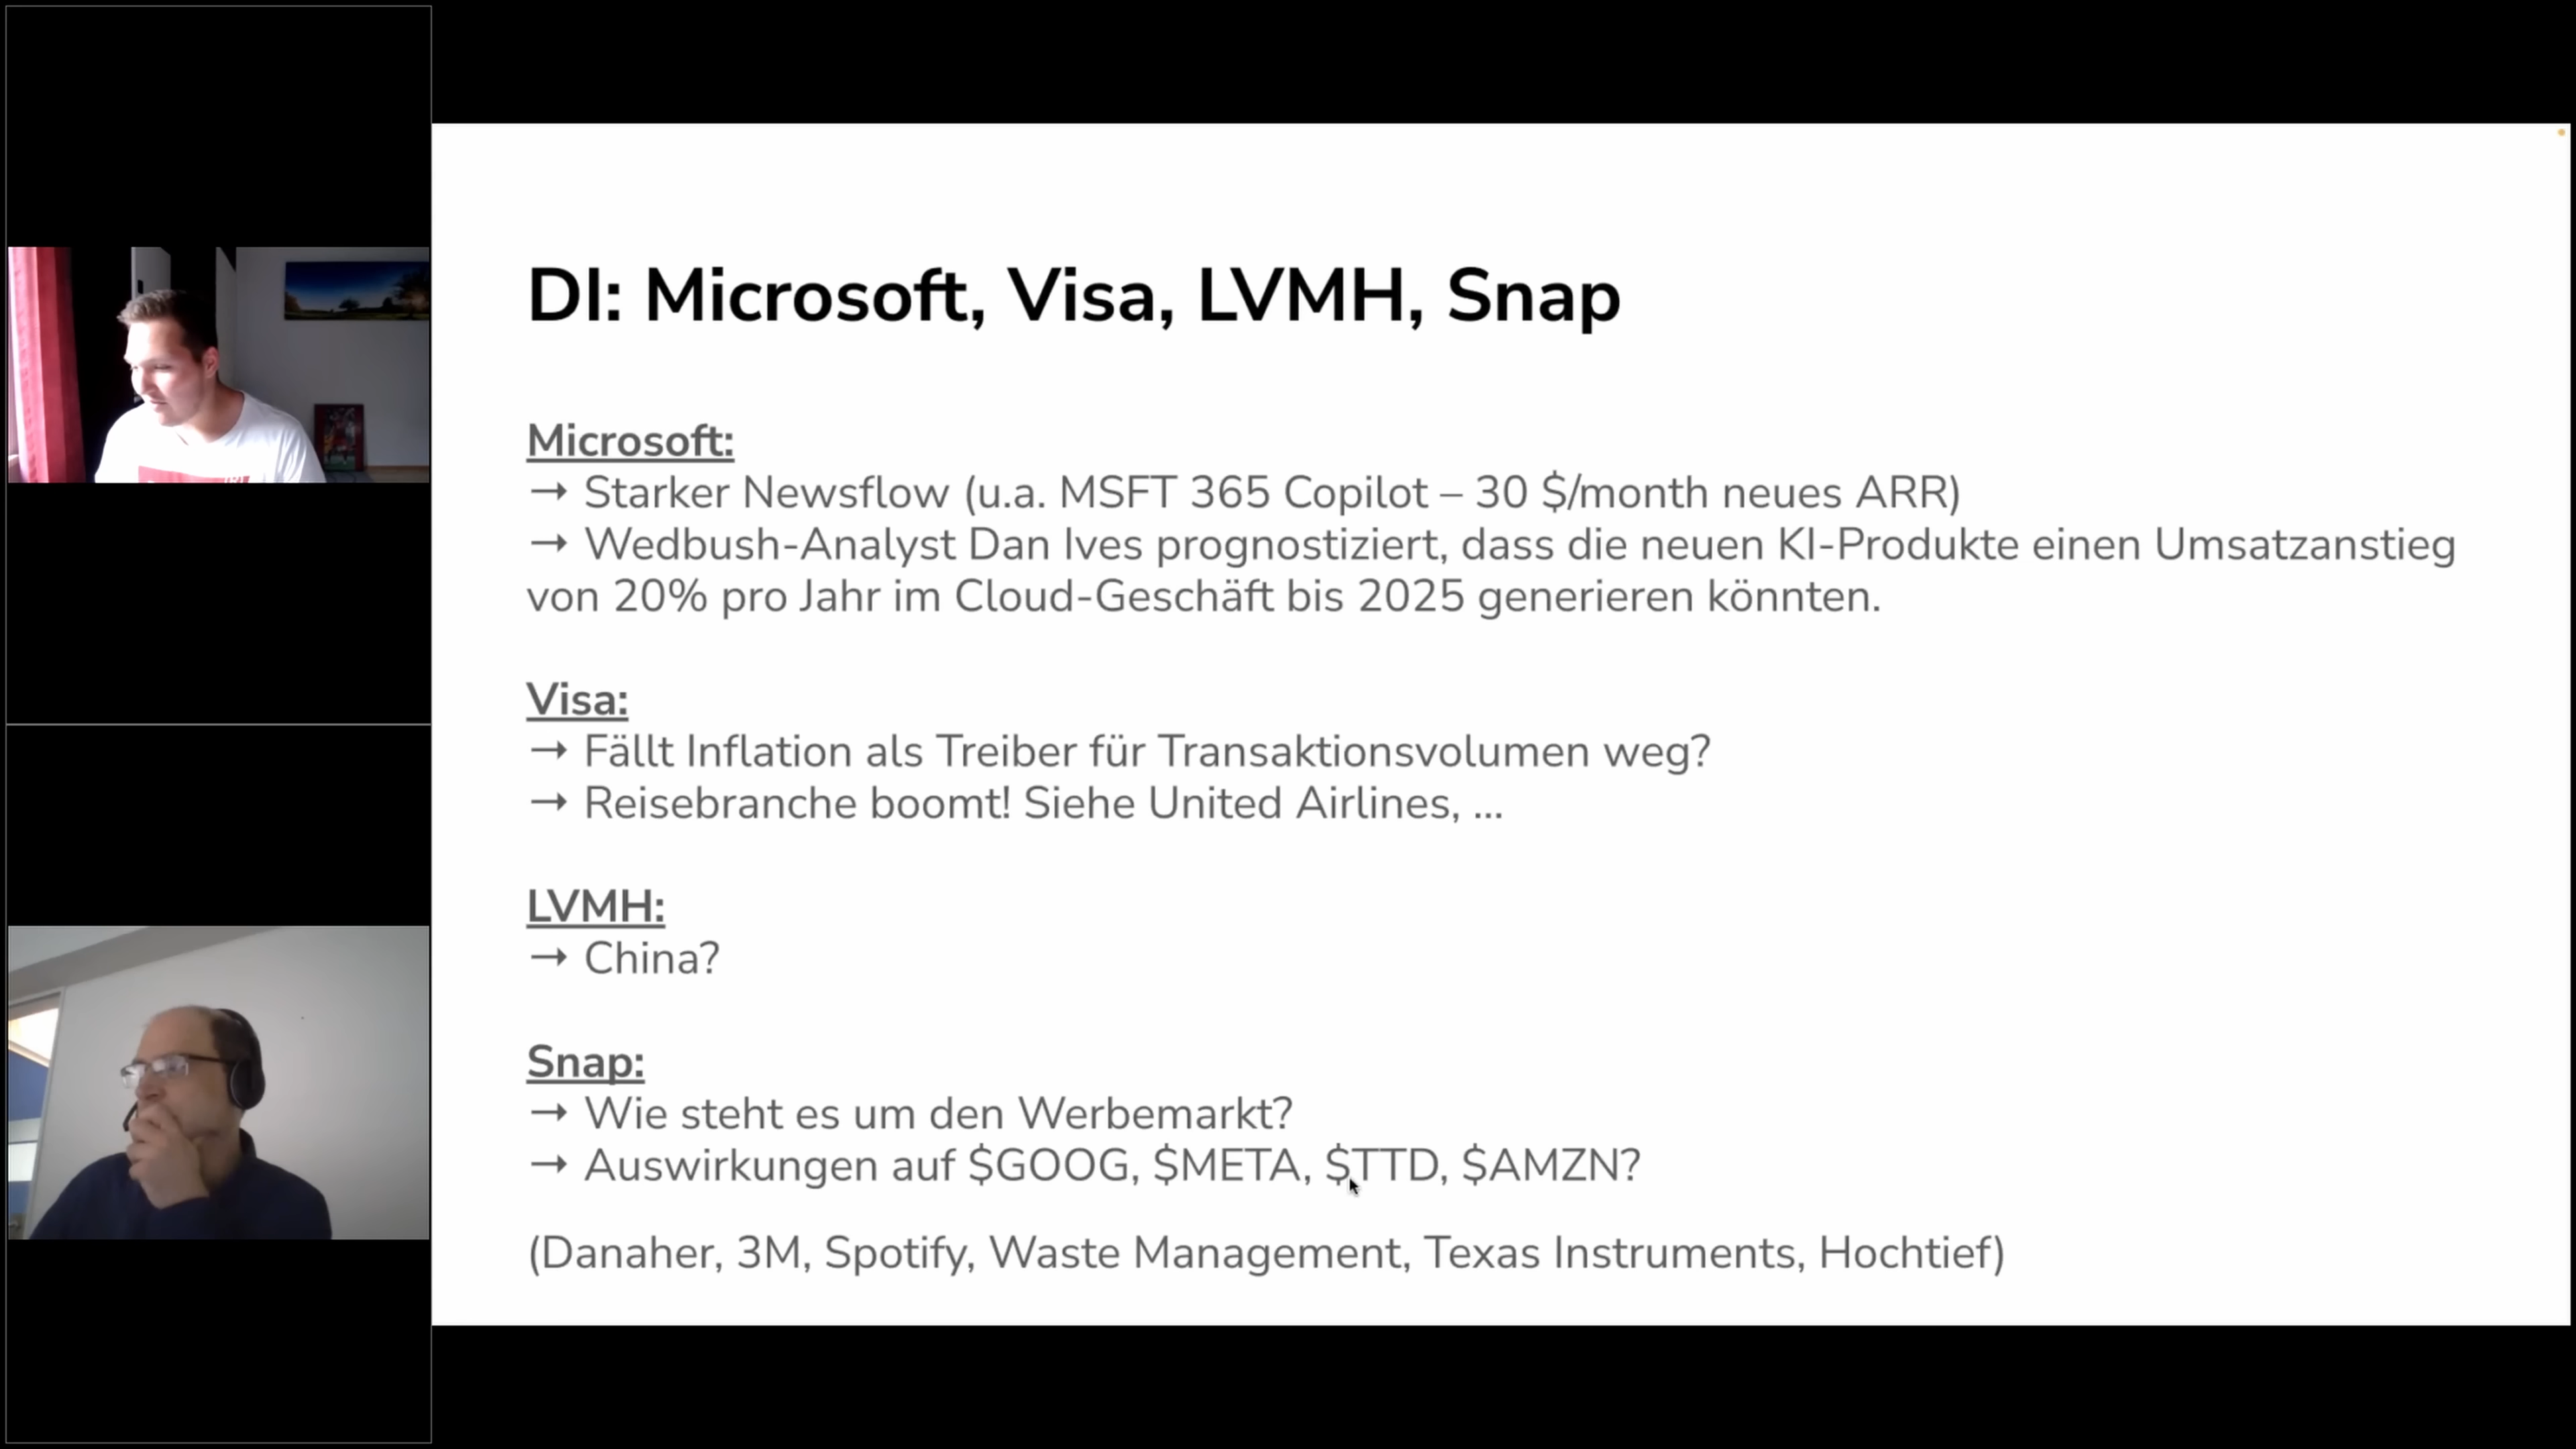 DI: Microsoft, Visa, LVMH, Snap
Microsoft:
→ Starker Newsflow (u.a. MSFT 365 Copilot – 30 $/month neues ARR)
→ Wedbush-Analyst Dan Ives prognostiziert, dass die neuen KI-Produkte einen Umsatzanstieg
von 20% pro Jahr im Cloud-Geschäft bis 2025 generieren könnten.
Visa:
→ Fällt Inflation als Treiber für Transaktionsvolumen weg?
→ Reisebranche boomt! Siehe United Airlines, ...
LVMH:
→ China?
Snap:
→ Wie steht es um den Werbemarkt?
→ Auswirkungen auf $GOOG, $META, $TTD, $AMZN?
(Danaher, 3M, Spotify, Waste Management, Texas Instruments, Hochtief)